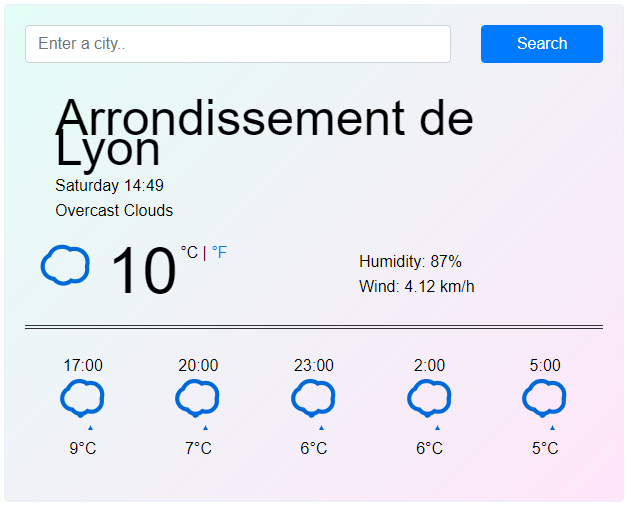 Enter a city..
Search
Arrondissement de
Lyon
Saturday 14:49
Overcast Clouds
10 °C | °F
Humidity: 87%
Wind: 4.12 km/h
17:00 20:00 23:00 2:00 5:00
9°C 7°C 6°C 6°C 5°C